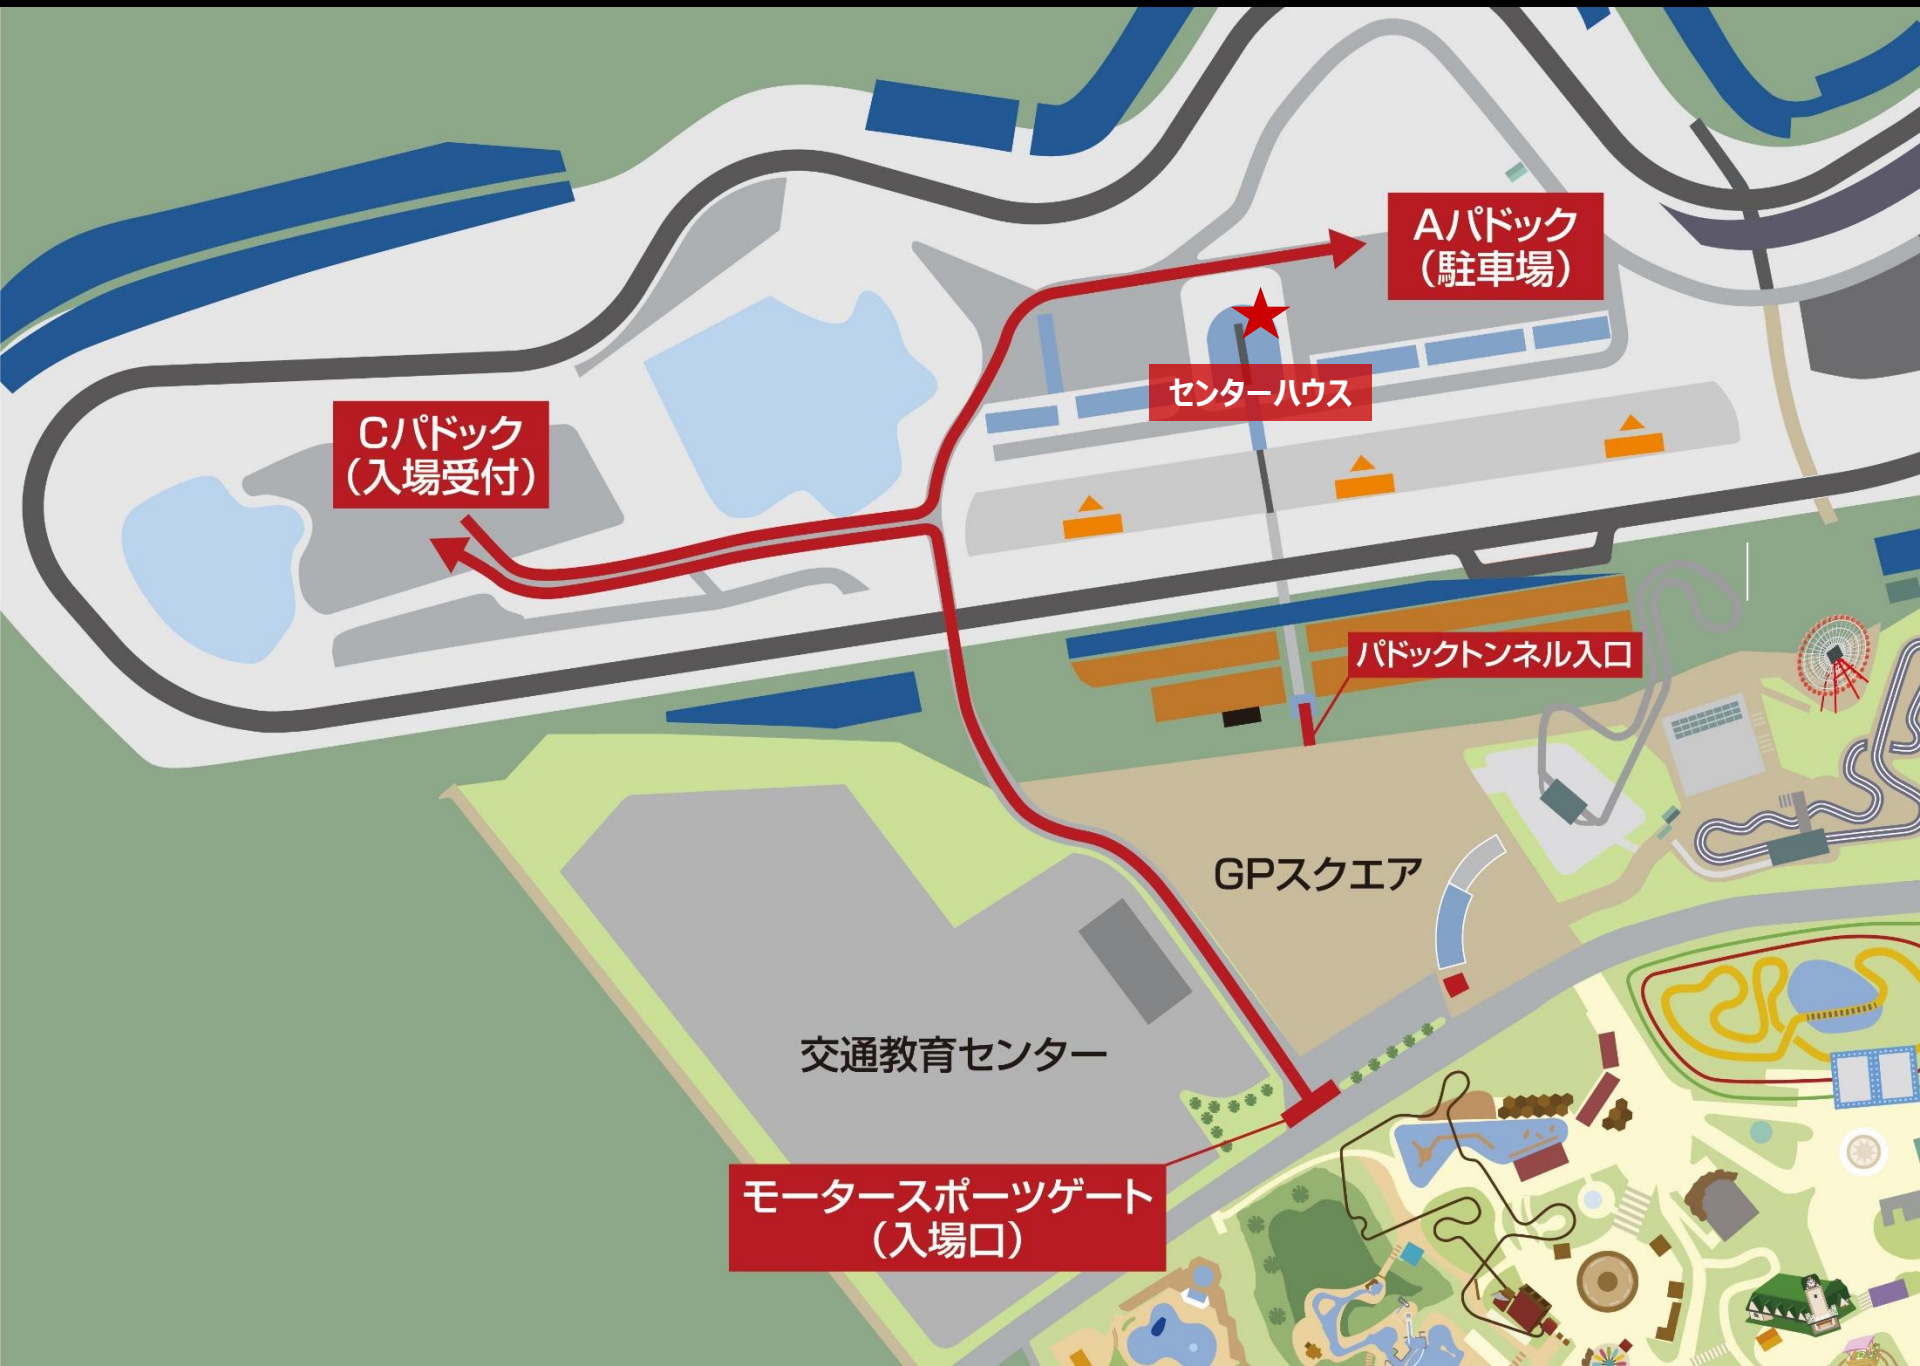 Aパドック
（駐車場）
センターハウス
Cパドック
（入場受付）
パドックトンネル入口
GPスクエア
交通教育センター
モータースポーツゲート
（入場口）